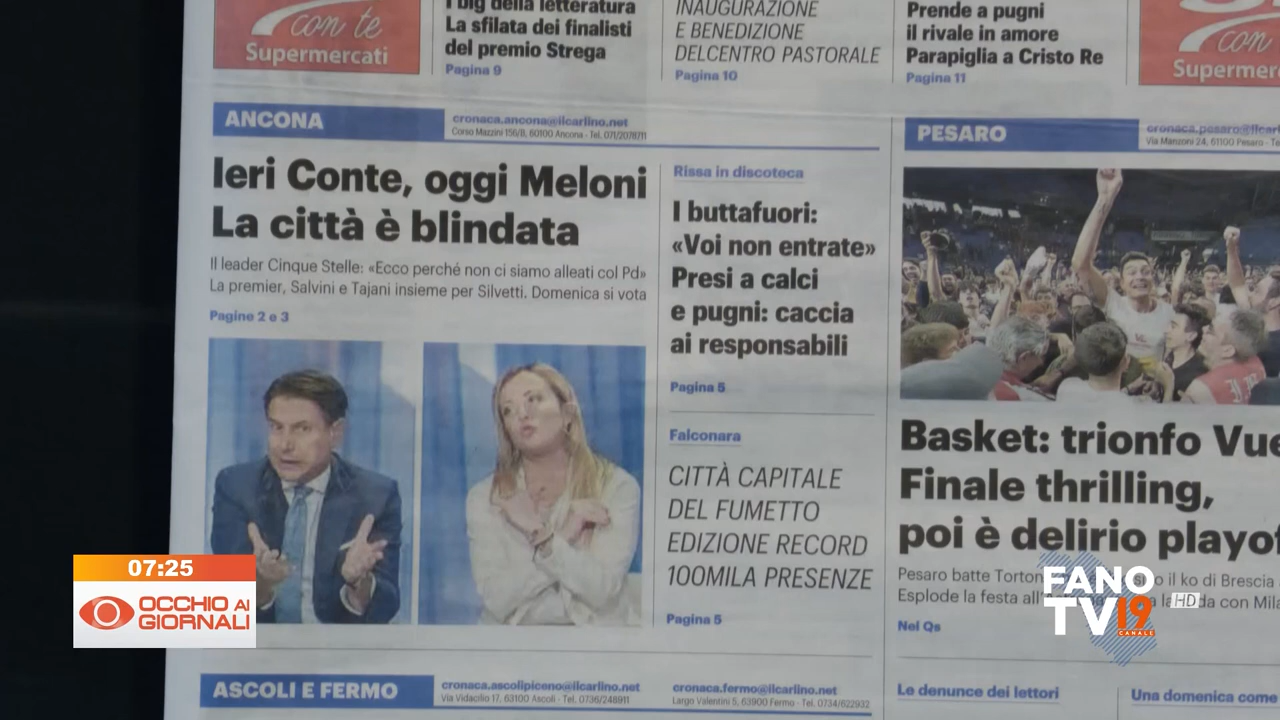 con te
Supermercati
I big della letteratura
La sfilata dei finalisti
del premio Strega
Pagina 9
INAUGURAZIONE
E BENEDIZIONE
DELCENTRO PASTORALE
Pagina 10
Prende a pugni
il rivale in amore
Parapiglia a Cristo Re
Pagina 11
con
Supermer
ANCONA
cronaca.ancona@ilcarlino.net
Corso Mazzini 156/B, 60100 Ancona - Tel. 071/2078711
Ieri Conte, oggi Meloni
La città è blindata
Il leader Cinque Stelle: «Ecco perché non ci siamo alleati col Pd»
La premier, Salvini e Tajani insieme per Silvetti. Domenica si vota
Pagine 2 e 3
Rissa in discoteca
I buttafuori:
«Voi non entrate»
Presi a calci
e pugni: caccia
ai responsabili
Pagina 5
Falconara
CITTÀ CAPITALE
DEL FUMETTO
EDIZIONE RECORD
100MILA PRESENZE
Pagina 5
PESARO
cronaca.pesaro@ilcar
Via Manzoni 24, 61100 Pesaro - Te
Basket: trionfo Vue
Finale thrilling,
poi è delirio playof
Pesaro batte Torton o il ko di Brescia
Esplode la festa all' da con Mila
Nel Qs
ASCOLI E FERMO
cronaca.ascolipiceno@ilcarlino.net
Via Vidacilio 17, 63100 Ascoli - Tel. 0736/248911
cronaca.fermo@ilcarlino.net
Largo Valentini 5, 63900 Fermo - Tel. 0734/622932
Le denunce dei lettori
Una domenica come
07:25
OCCHIO AI
GIORNALI
FANO
TV19
CANALE
HD